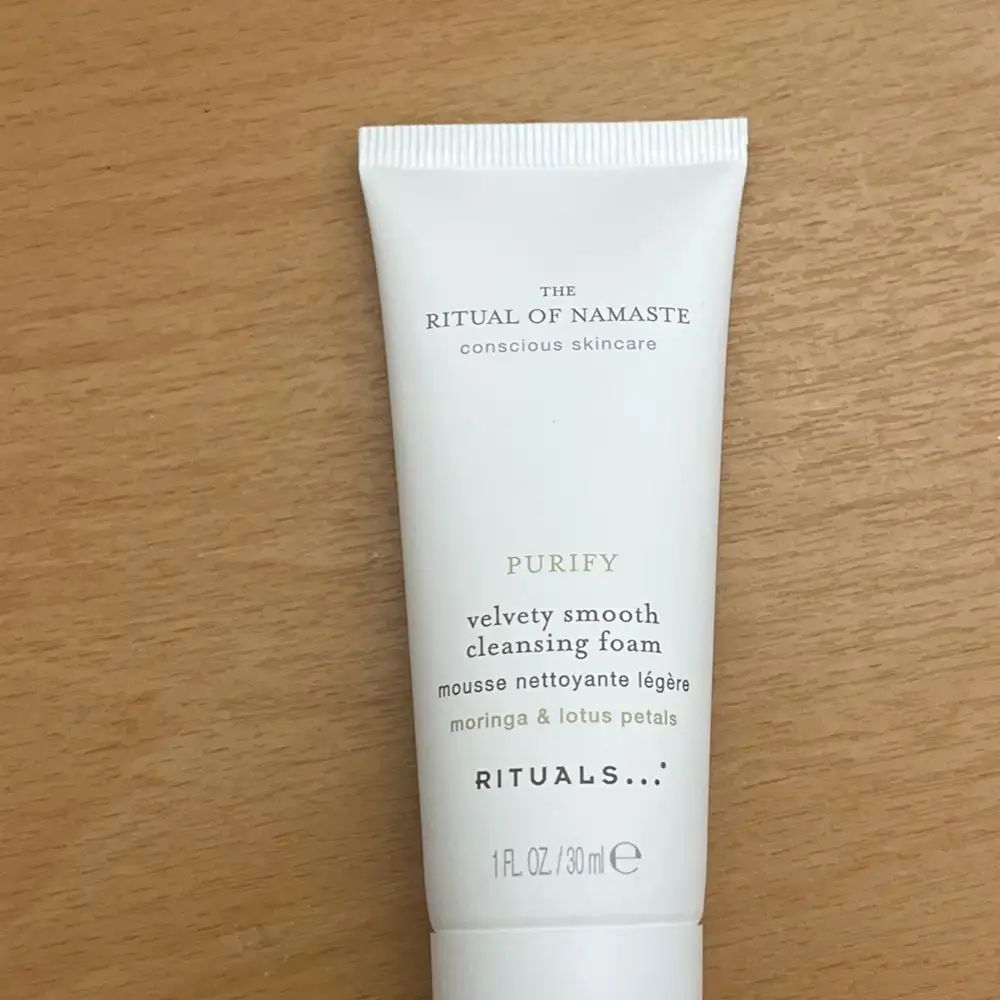 THE
RITUAL OF NAMASTE
conscious skincare
PURIFY
velvety smooth
cleansing foam
mousse nettoyante légère
moringa & lotus petals
RITUALS...
1 FL. OZ. / 30 ml ℮